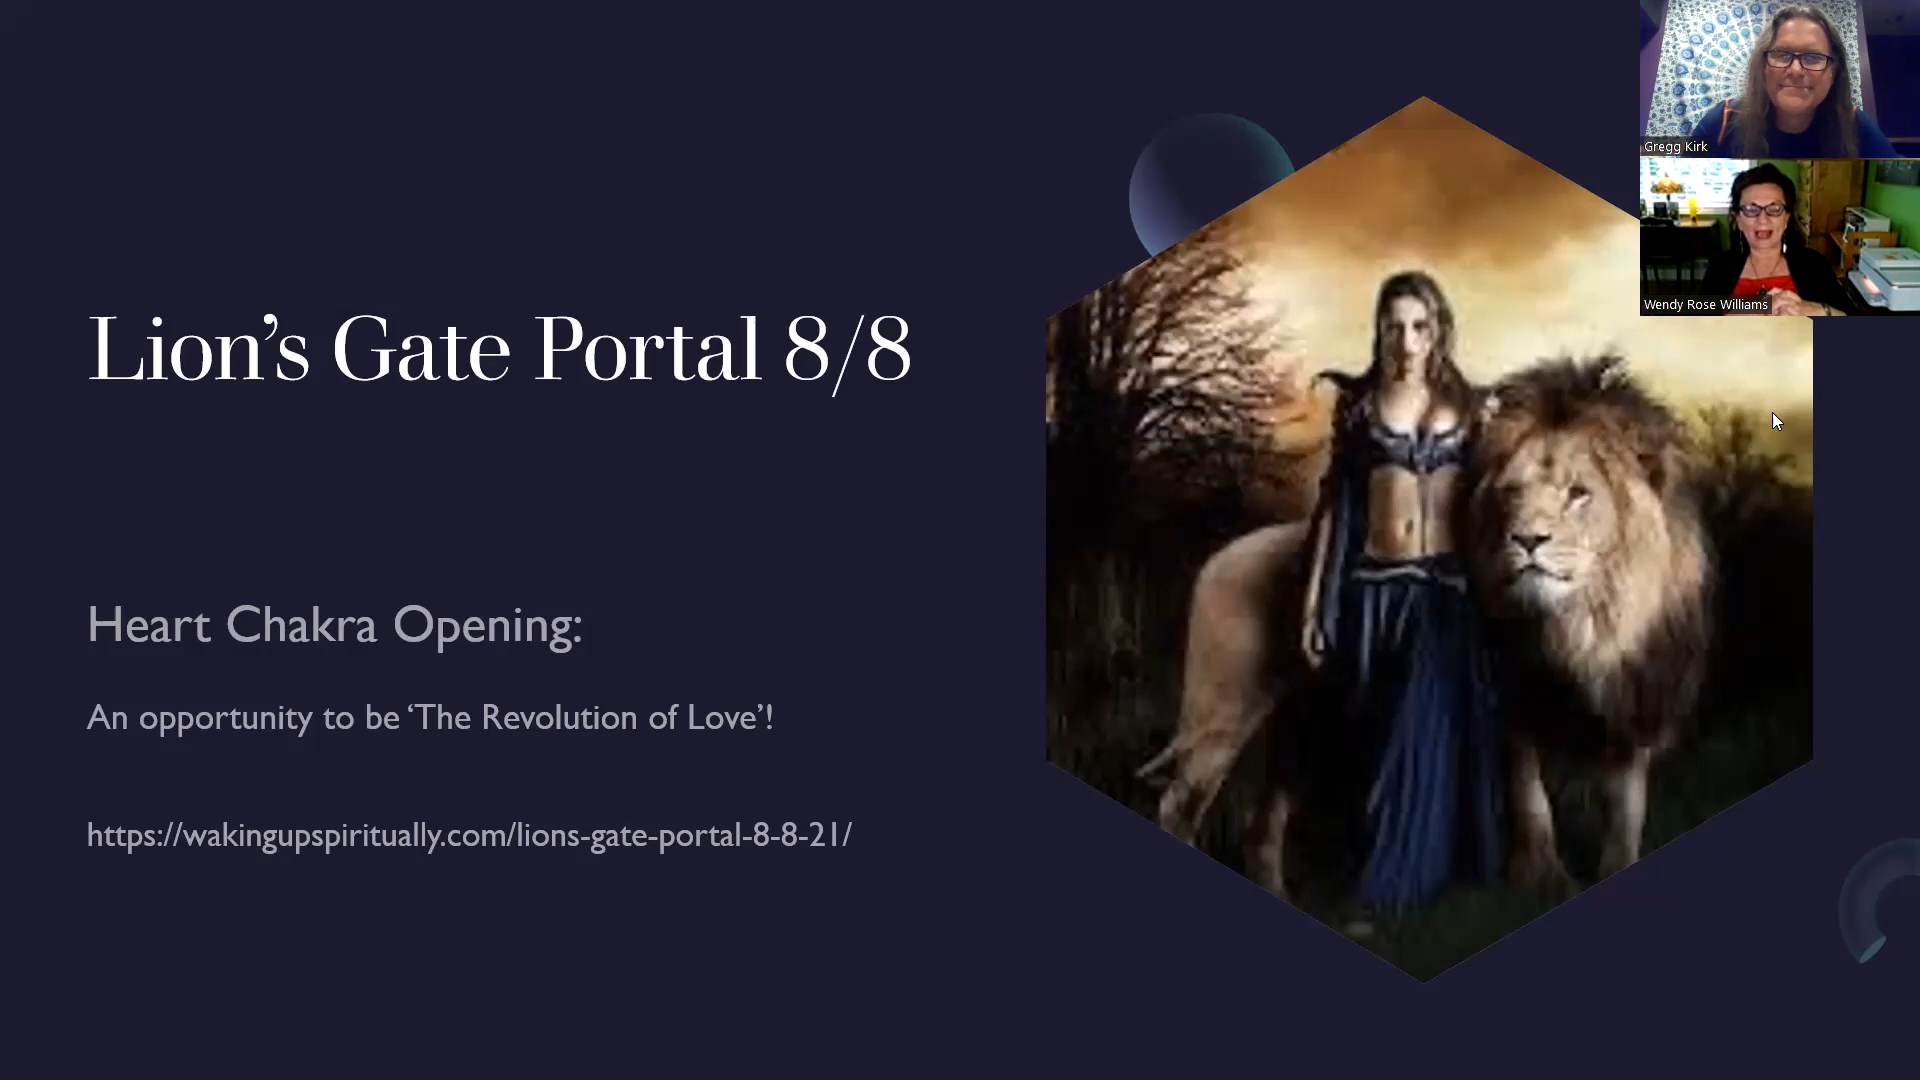 Lion’s Gate Portal 8/8
Heart Chakra Opening:
An opportunity to be ‘The Revolution of Love’!
https://wakingupspiritually.com/lions-gate-portal-8-8-21/
Gregg Kirk
Wendy Rose Williams